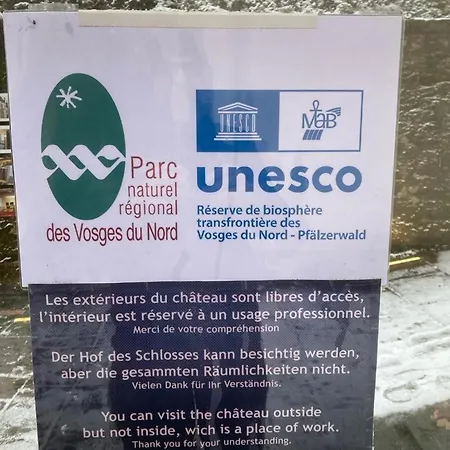 Parc
naturel
régional
des Vosges du Nord
UNESCO
MaB
unesco
Réserve de biosphère
transfrontière des
Vosges du Nord - Pfälzerwald
Les extérieurs du château sont libres d'accès,
l'intérieur est réservé à un usage professionnel.
Merci de votre compréhension
Der Hof des Schlosses kann besichtig werden,
aber die gesammten Räumlichkeiten nicht.
Vielen Dank für Ihr Verständnis.
You can visit the château outside
but not inside, wich is a place of work.
Thank you for your understanding.